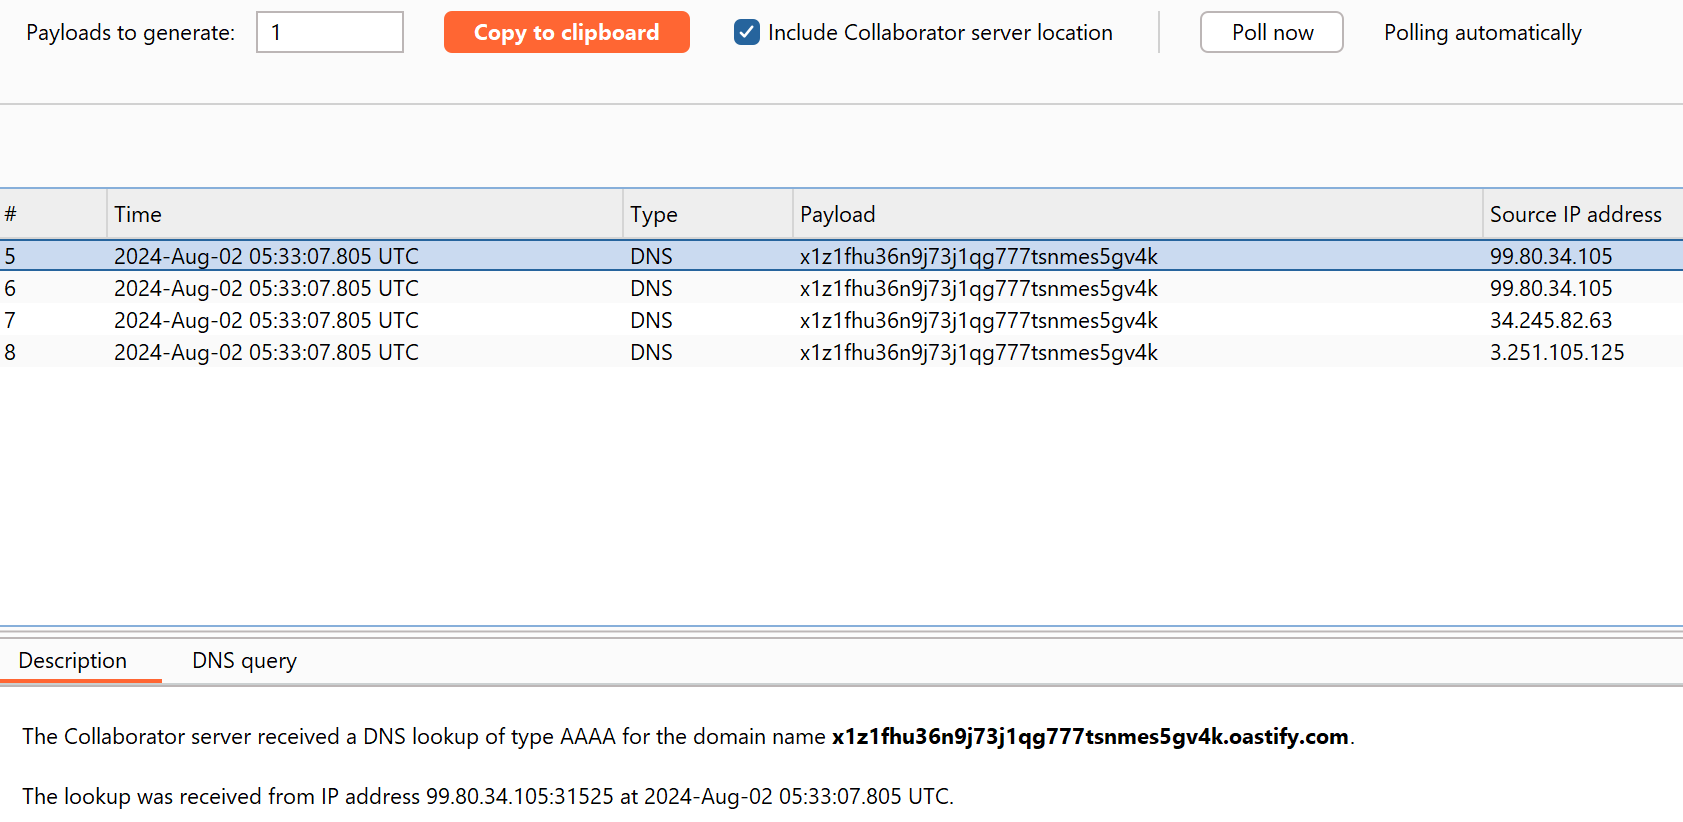 Payloads to generate: 1 Copy to clipboard Include Collaborator server location Poll now Polling automatically
# Time Type Payload Source IP address
5 2024-Aug-02 05:33:07.805 UTC DNS x1z1fhu36n9j73j1qg777tsnmes5gv4k 99.80.34.105
6 2024-Aug-02 05:33:07.805 UTC DNS x1z1fhu36n9j73j1qg777tsnmes5gv4k 99.80.34.105
7 2024-Aug-02 05:33:07.805 UTC DNS x1z1fhu36n9j73j1qg777tsnmes5gv4k 34.245.82.63
8 2024-Aug-02 05:33:07.805 UTC DNS x1z1fhu36n9j73j1qg777tsnmes5gv4k 3.251.105.125
Description DNS query
The Collaborator server received a DNS lookup of type AAAA for the domain name x1z1fhu36n9j73j1qg777tsnmes5gv4k.oastify.com.
The lookup was received from IP address 99.80.34.105:31525 at 2024-Aug-02 05:33:07.805 UTC.